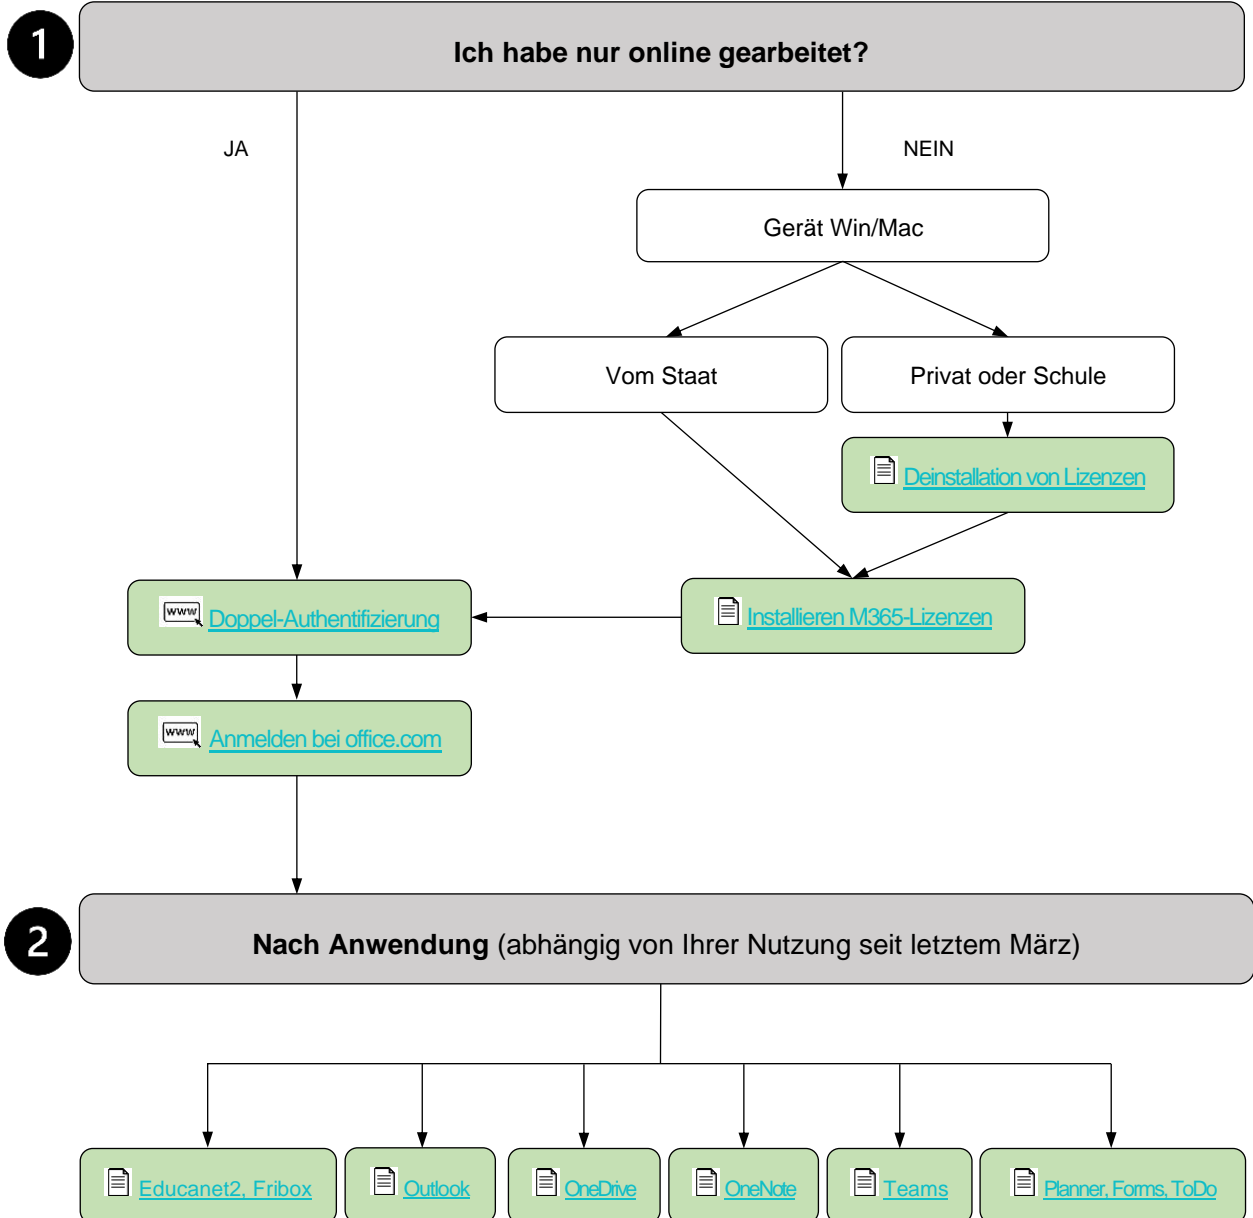 1
Ich habe nur online gearbeitet?
JA
NEIN
Gerät Win/Mac
Vom Staat
Privat oder Schule
Deinstallation von Lizenzen
www Doppel-Authentifizierung
Installieren M365-Lizenzen
www Anmelden bei office.com
2
Nach Anwendung (abhängig von Ihrer Nutzung seit letztem März)
Educanet2, Fribox
Outlook
OneDrive
OneNote
Teams
Planner, Forms, ToDo